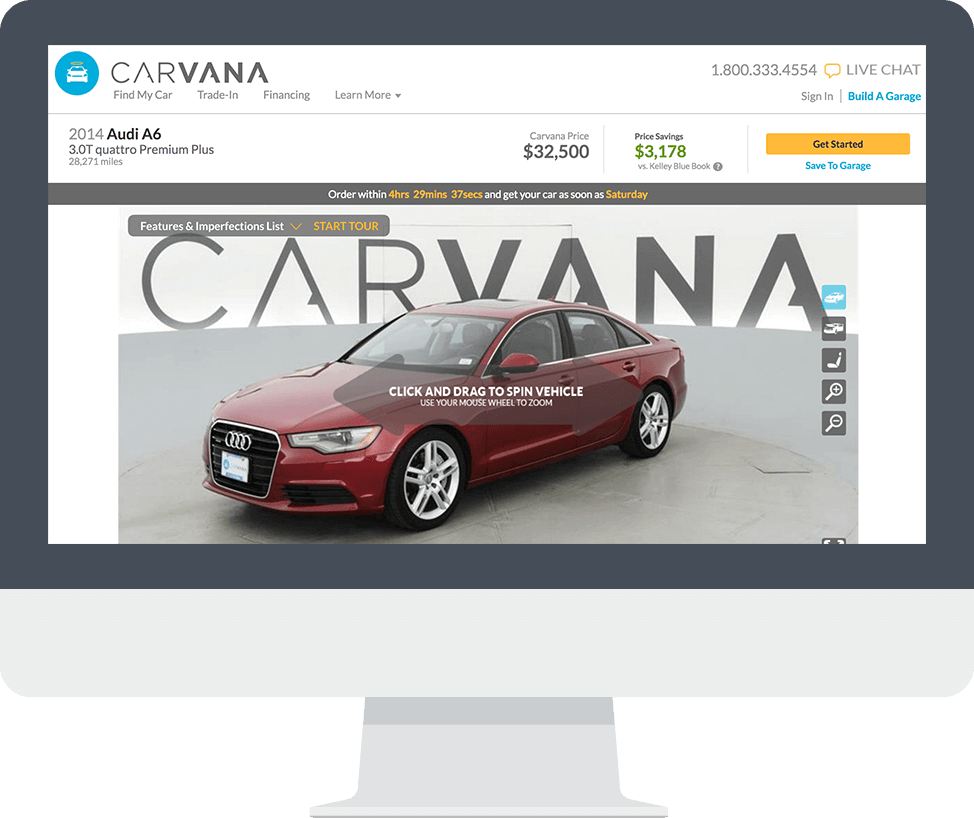 CARVANA
1.800.333.4554 LIVE CHAT
Find My Car Trade-In Financing Learn More
Sign In | Build A Garage
2014 Audi A6
3.0T quattro Premium Plus
28,271 miles
Carvana Price
$32,500
Price Savings
$3,178
vs. Kelley Blue Book ?
Get Started
Save To Garage
Order within 4hrs 29mins 37secs and get your car as soon as Saturday
Features & Imperfections List START TOUR
CARVANA
CLICK AND DRAG TO SPIN VEHICLE
USE YOUR MOUSE WHEEL TO ZOOM
CARVANA